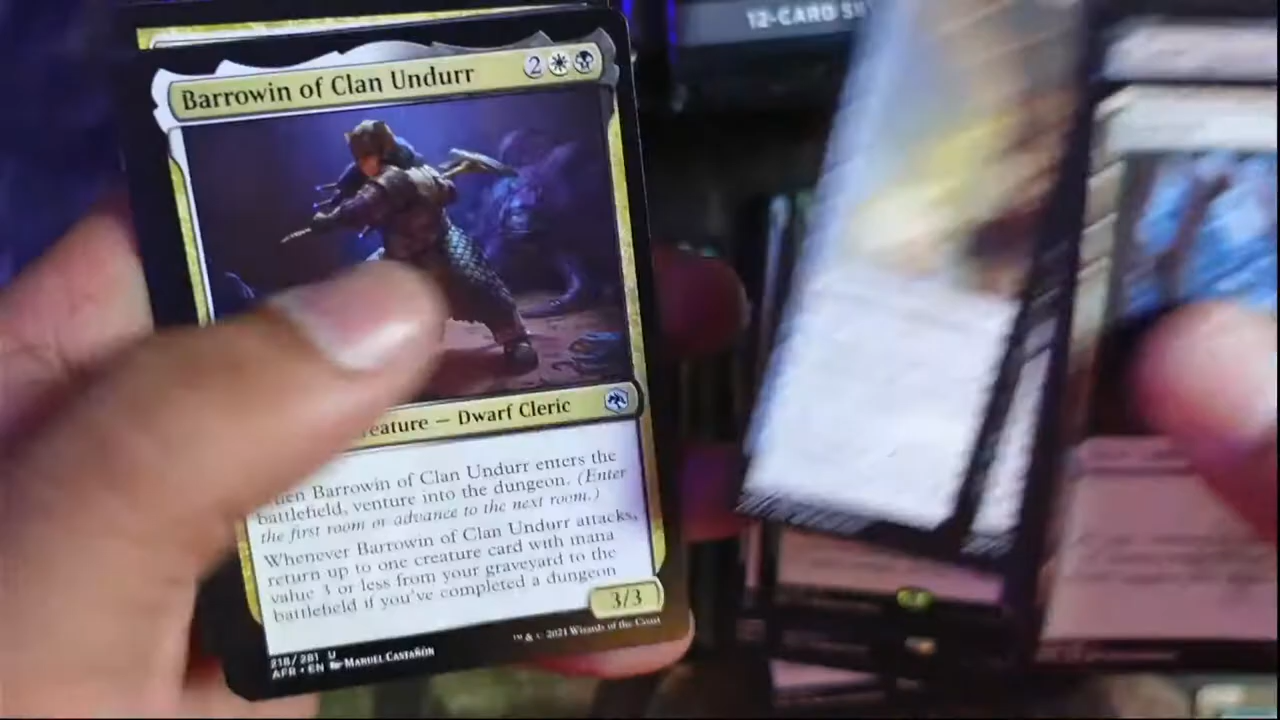 12-CARD
Barrowin of Clan Undurr 2
eature — Dwarf Cleric
en Barrowin of Clan Undurr enters the
battlefield, venture into the dungeon. (Enter
the first room or advance to the next room.)
Whenever Barrowin of Clan Undurr attacks,
return up to one creature card with mana
value 3 or less from your graveyard to the
battlefield if you've completed a dungeon
3/3
™ & © 2021 Wizards of the Coast
218/281 U
AFR • EN MANUEL CASTAÑÓN